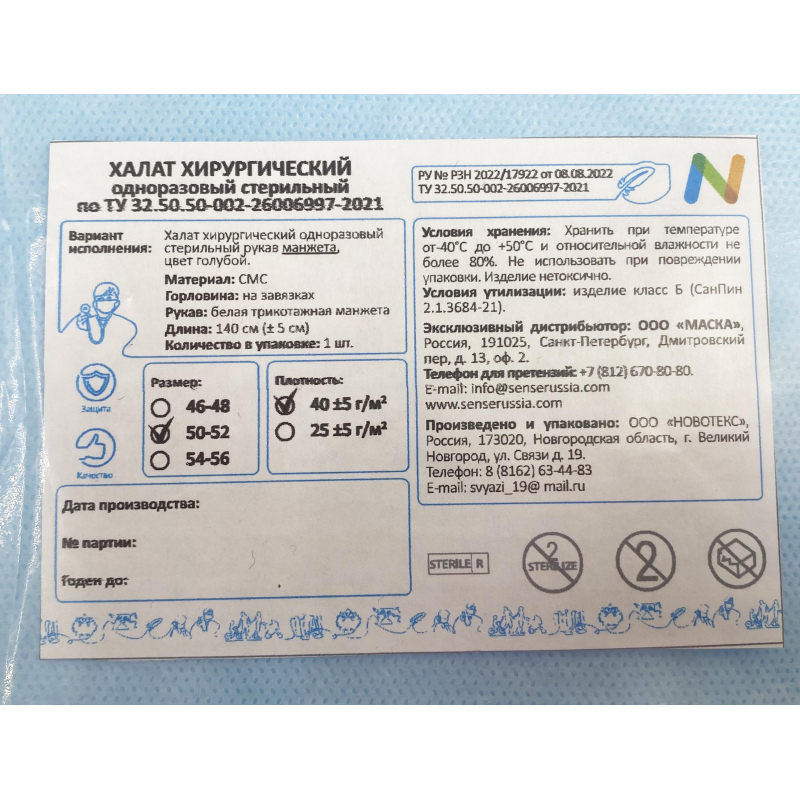 ХАЛАТ ХИРУРГИЧЕСКИЙ
одноразовый стерильный
по ТУ 32.50.50-002-26006997-2021
РУ № РЗН 2022/17922 от 08.08.2022
ТУ 32.50.50-002-26006997-2021
Вариант исполнения:
Халат хирургический одноразовый
стерильный рукав манжета,
цвет голубой.
Материал: СМС
Горловина: на завязках
Рукав: белая трикотажная манжета
Длина: 140 см (± 5 см)
Количество в упаковке: 1 шт.
Защита
Качество
Размер:
46-48
50-52
54-56
Плотность:
40 ±5 г/м²
25 ±5 г/м²
Дата производства:
№ партии:
Годен до:
Условия хранения: Хранить при температуре
от-40°С до +50°С и относительной влажности не
более 80%. Не использовать при повреждении
упаковки. Изделие нетоксично.
Условия утилизации: изделие класс Б (СанПин
2.1.3684-21).
Эксклюзивный дистрибьютор: ООО «МАСКА»,
Россия, 191025, Санкт-Петербург, Дмитровский
пер, д. 13, оф. 2.
Телефон для претензий: +7 (812) 670-80-80.
E-mail: info@senserussia.com
www.senserussia.com
Произведено и упаковано: ООО «НОВОТЕКС»,
Россия, 173020, Новгородская область, г. Великий
Новгород, ул. Связи д. 19.
Телефон: 8 (8162) 63-44-83
E-mail: svyazi_19@ mail.ru
STERILE R
2
STERILIZE
2